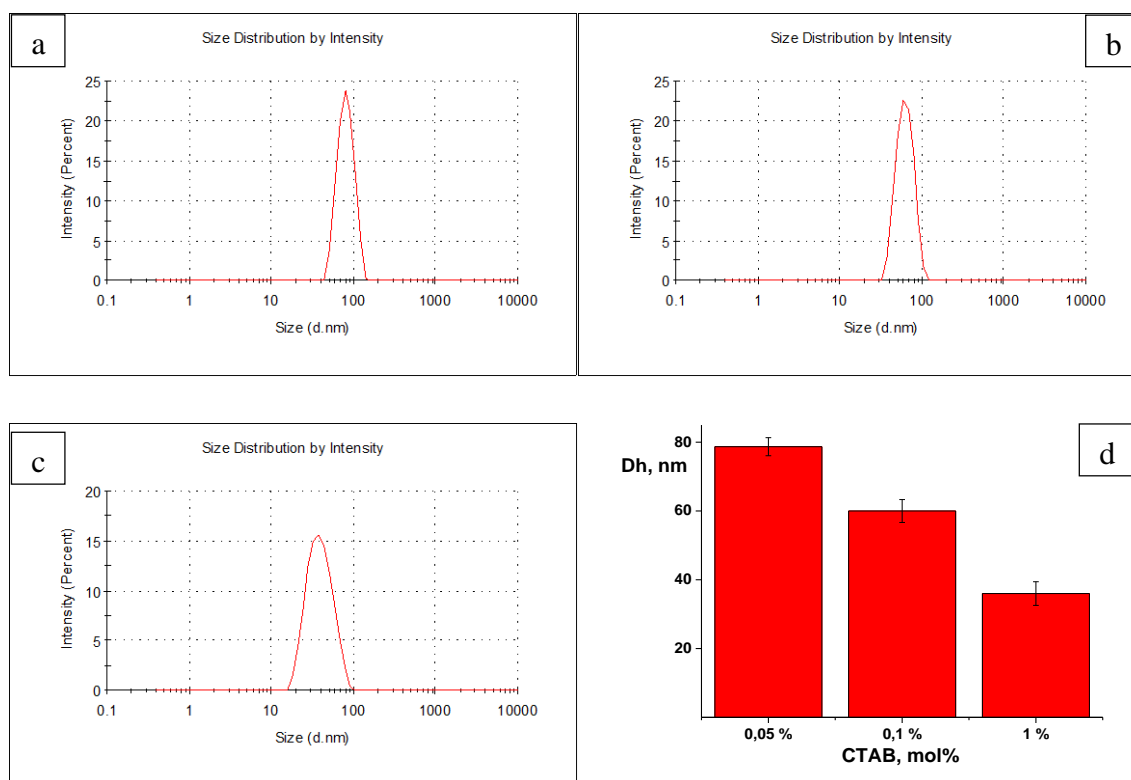 a
Size Distribution by Intensity
25
20
15
10
5
0
Intensity (Percent)
0.1 1 10 100 1000 10000
Size (d.nm)
b
Size Distribution by Intensity
25
20
15
10
5
0
Intensity (Percent)
0.1 1 10 100 1000 10000
Size (d.nm)
c
Size Distribution by Intensity
20
15
10
5
0
Intensity (Percent)
0.1 1 10 100 1000 10000
Size (d.nm)
d
Dh, nm
80
60
40
20
0,05 % 0,1 % 1 %
CTAB, mol%